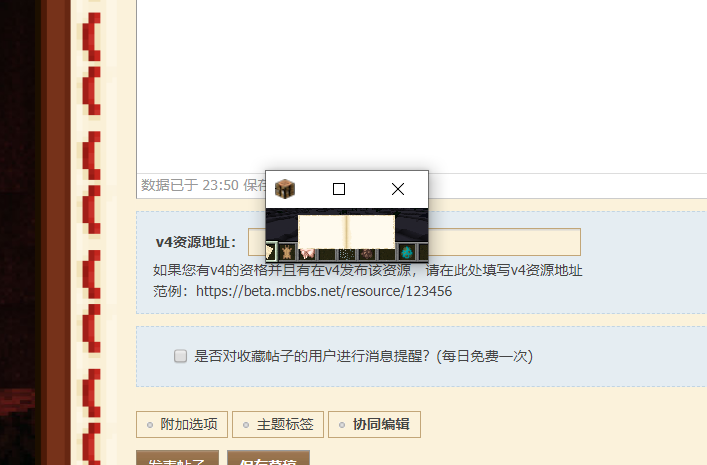 数据已于 23:50 保存
v4资源地址：
如果您有v4的资格并且有在v4发布该资源，请在此处填写v4资源地址
范例：https://beta.mcbbs.net/resource/123456
是否对收藏帖子的用户进行消息提醒？(每日免费一次)
附加选项 主题标签 协同编辑
发表帖子 保存草稿